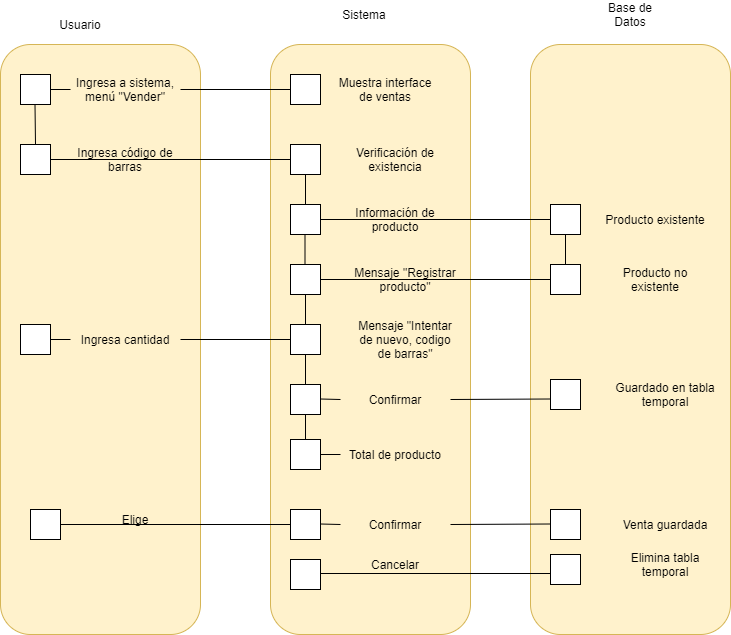 Usuario
Sistema
Base de
Datos
Ingresa a sistema,
menú "Vender"
Muestra interface
de ventas
Ingresa código de
barras
Verificación de
existencia
Información de
producto
Producto existente
Mensaje "Registrar
producto"
Producto no
existente
Ingresa cantidad
Mensaje "Intentar
de nuevo, codigo
de barras"
Confirmar
Guardado en tabla
temporal
Total de producto
Elige
Confirmar
Venta guardada
Cancelar
Elimina tabla
temporal